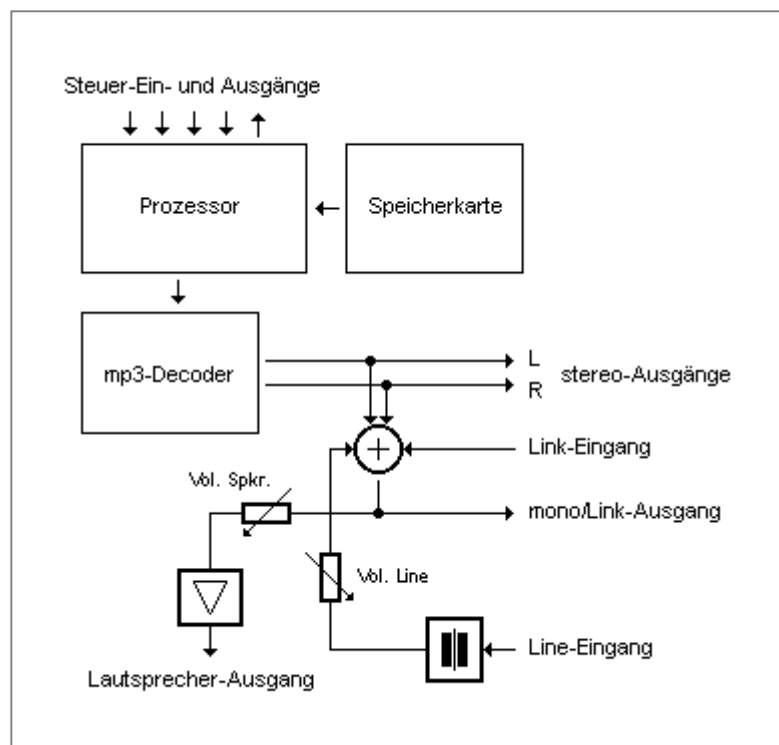 Steuer-Ein- und Ausgänge
Prozessor
Speicherkarte
mp3-Decoder
L
R
stereo-Ausgänge
Link-Eingang
Vol. Spkr.
mono/Link-Ausgang
Vol. Line
Line-Eingang
Lautsprecher-Ausgang